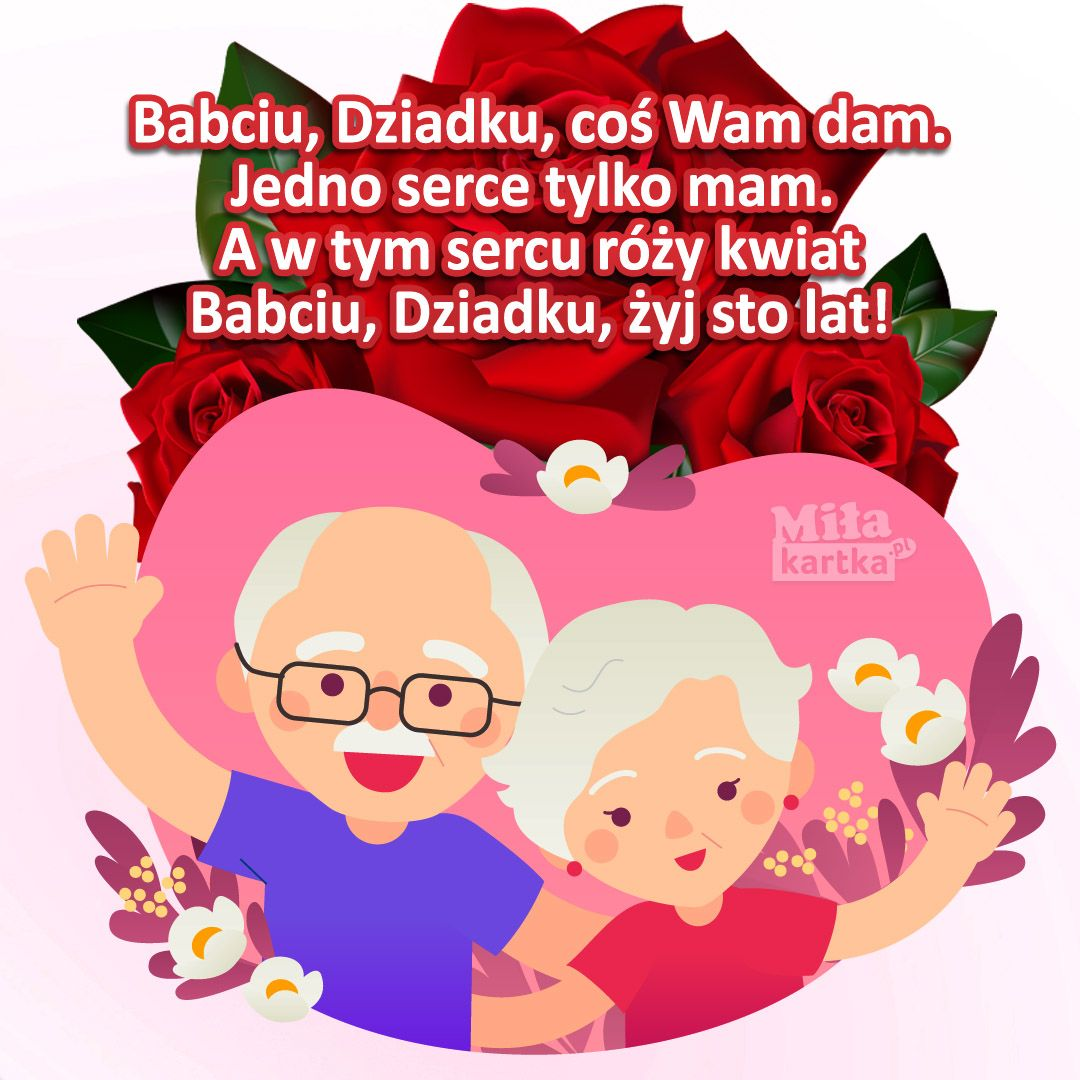 Babciu, Dziadku, coś Wam dam.
Jedno serce tylko mam.
A w tym sercu róży kwiat
Babciu, Dziadku, żyj sto lat!
Miła
kartka.pl